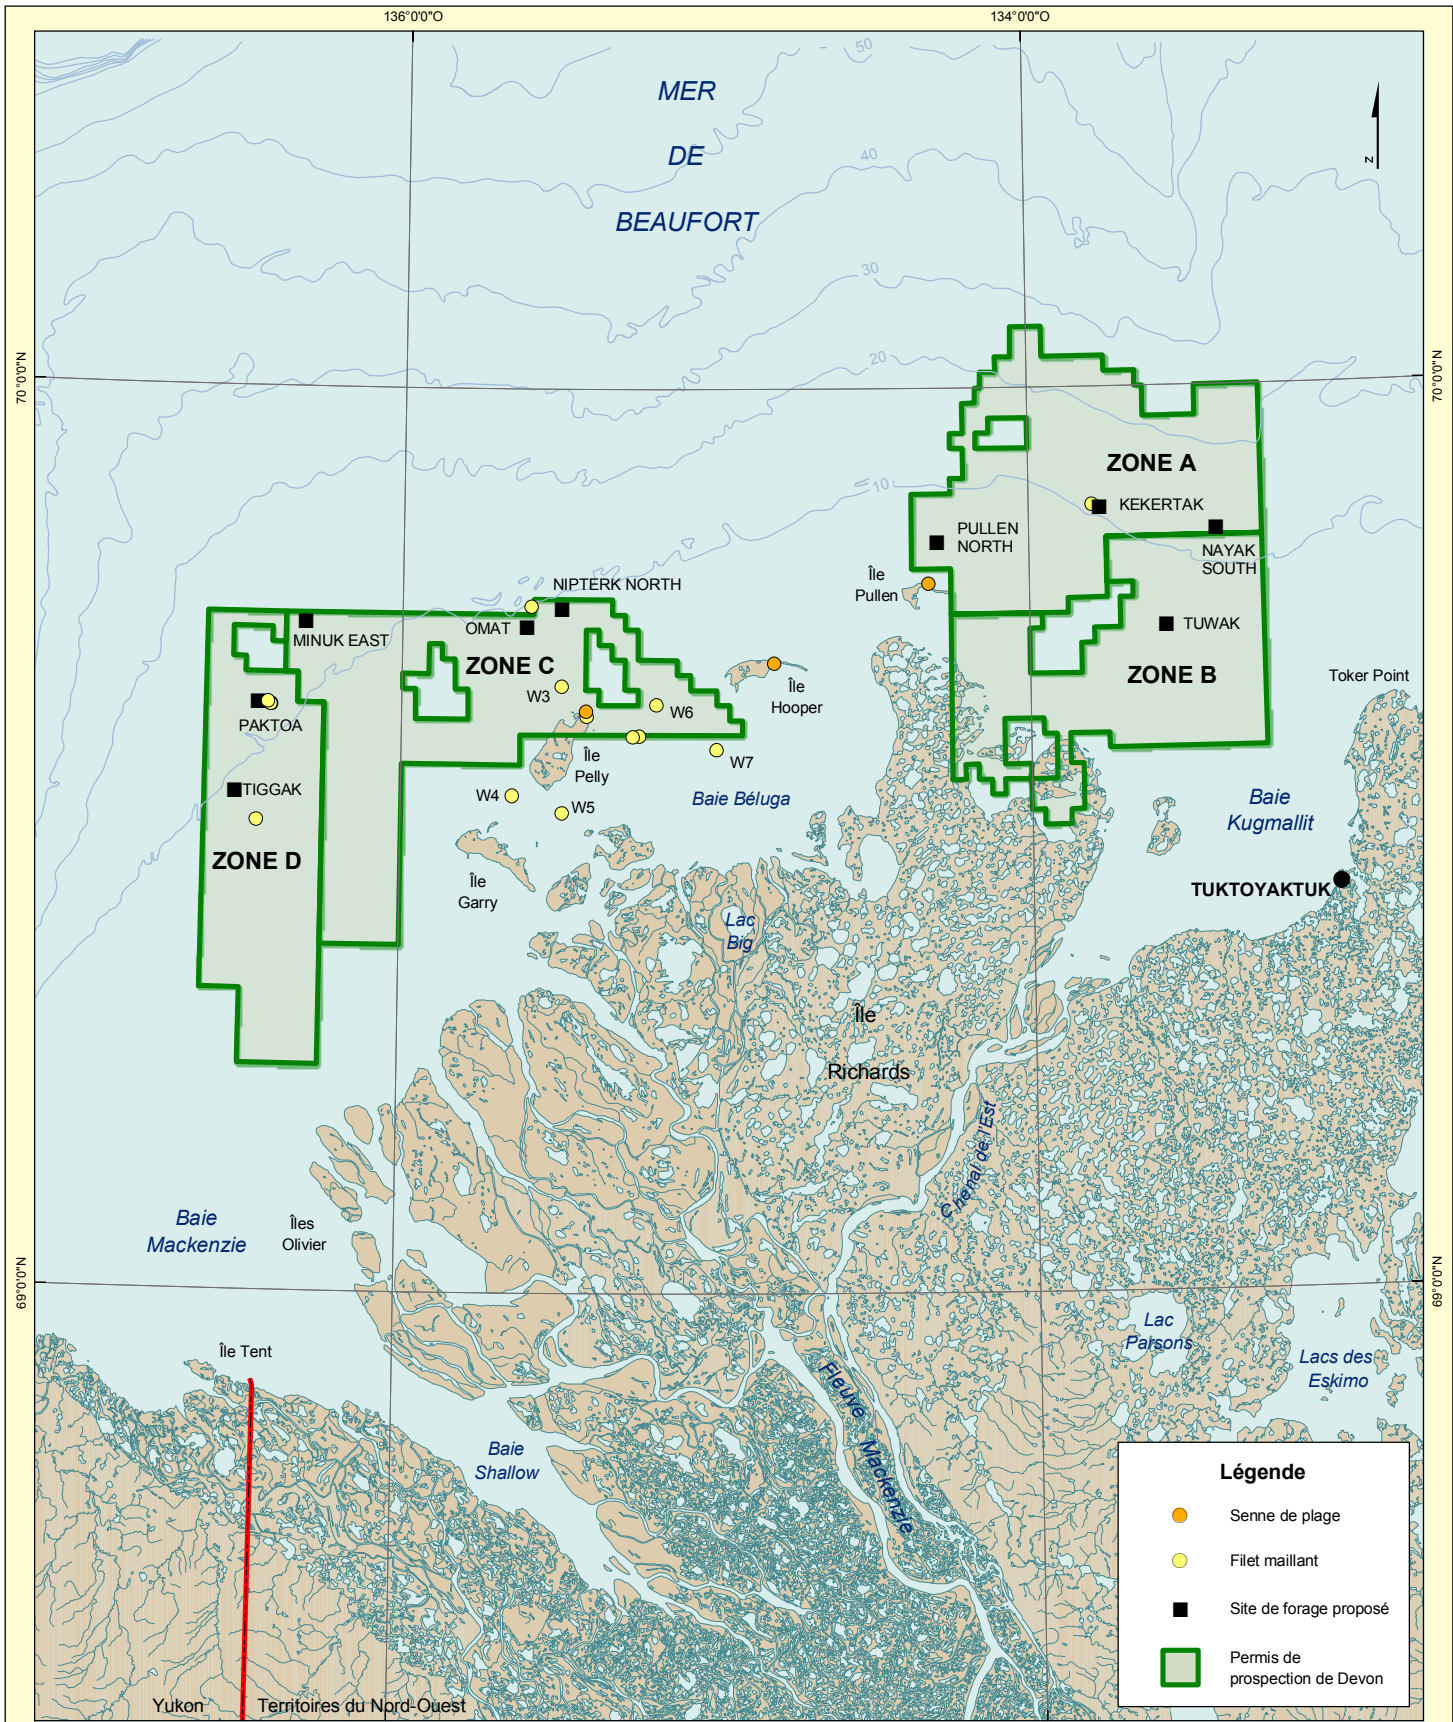 136°0'0"O
134°0'0"O
MER
DE
BEAUFORT
50
40
30
20
10
z
70°0'0"N
70°0'0"N
ZONE A
KEKERTAK
PULLEN
NORTH
NAYAK
SOUTH
Île
Pullen
NIPTERK NORTH
MINUK EAST
OMAT
ZONE C
TUWAK
ZONE B
Toker Point
W3
W6
Île
Hooper
PAKTOA
Île
Pelly
W7
TIGGAK
W4
W5
Baie Béluga
Baie
Kugmallit
ZONE D
Île
Garry
TUKTOYAKTUK
Lac
Big
Île
Richards
Chenal de l'Est
Baie
Mackenzie
Îles
Olivier
69°0'0"N
69°0'0"N
Lac
Parsons
Lacs des
Eskimo
Île Tent
Fleuve Mackenzie
Baie
Shallow
Légende
Senne de plage
Filet maillant
Site de forage proposé
Permis de
prospection de Devon
Yukon
Territoires du Nord-Ouest